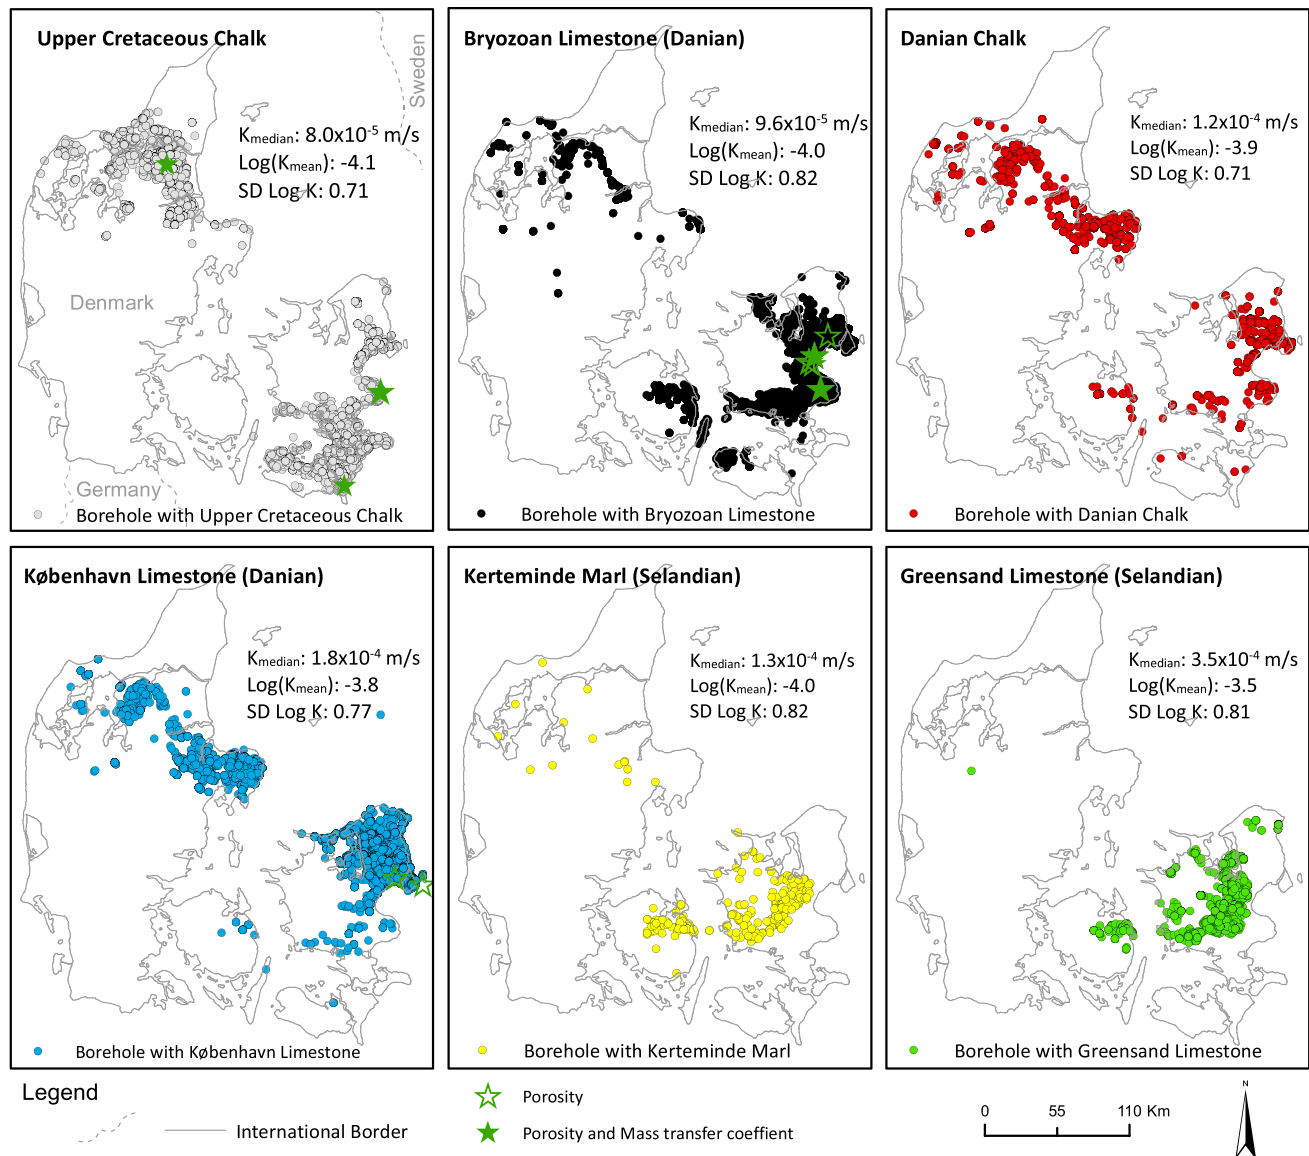 Upper Cretaceous Chalk
Sweden
Kmedian: 8.0x10-5 m/s
Log(Kmean): -4.1
SD Log K: 0.71
Denmark
Germany
Borehole with Upper Cretaceous Chalk
Bryozoan Limestone (Danian)
Kmedian: 9.6x10-5 m/s
Log(Kmean): -4.0
SD Log K: 0.82
Borehole with Bryozoan Limestone
Danian Chalk
Kmedian: 1.2x10-4 m/s
Log(Kmean): -3.9
SD Log K: 0.71
Borehole with Danian Chalk
København Limestone (Danian)
Kmedian: 1.8x10-4 m/s
Log(Kmean): -3.8
SD Log K: 0.77
Borehole with København Limestone
Kerteminde Marl (Selandian)
Kmedian: 1.3x10-4 m/s
Log(Kmean): -4.0
SD Log K: 0.82
Borehole with Kerteminde Marl
Greensand Limestone (Selandian)
Kmedian: 3.5x10-4 m/s
Log(Kmean): -3.5
SD Log K: 0.81
Borehole with Greensand Limestone
Legend
International Border
Porosity
Porosity and Mass transfer coeffient
0 55 110 Km
N